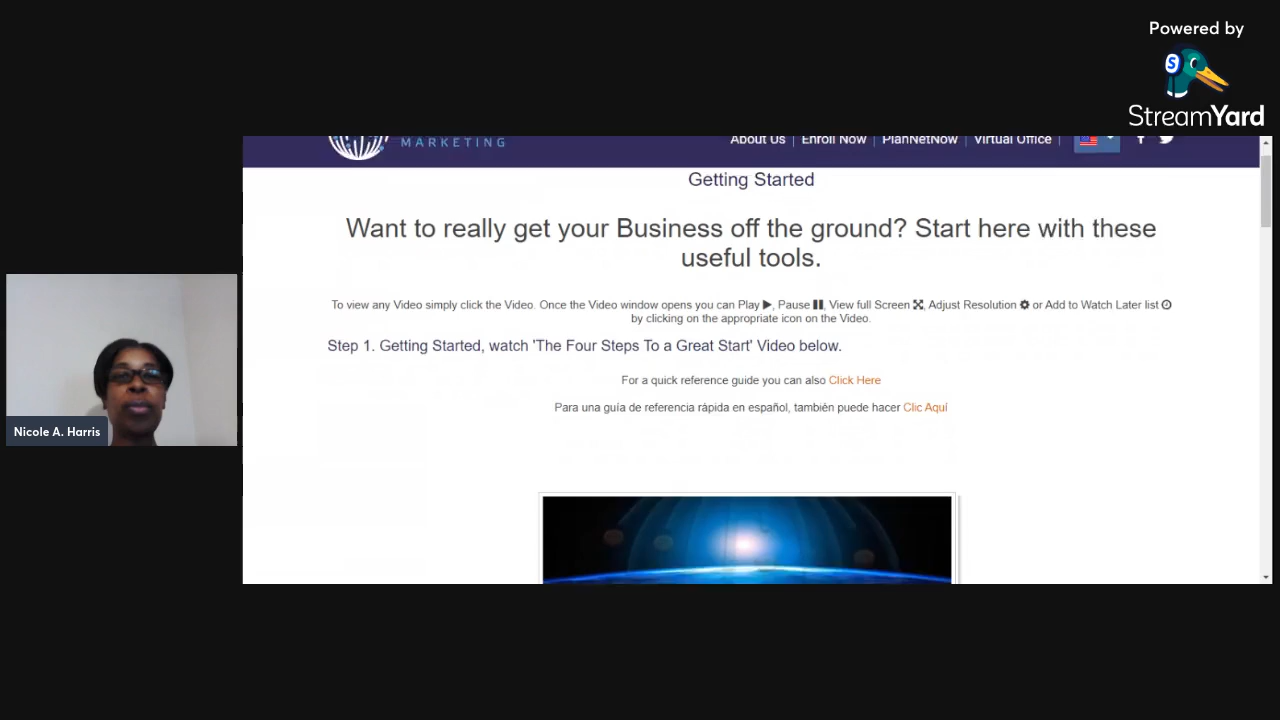 Powered by
StreamYard
MARKETING
About Us | Enroll Now | PlanNetNow | Virtual Office |
Getting Started
Want to really get your Business off the ground? Start here with these
useful tools.
To view any Video simply click the Video. Once the Video window opens you can Play, Pause, View full Screen, Adjust Resolution or Add to Watch Later list
by clicking on the appropriate icon on the Video.
Step 1. Getting Started, watch 'The Four Steps To a Great Start' Video below.
For a quick reference guide you can also Click Here
Para una guía de referencia rápida en español, también puede hacer Clic Aquí
Nicole A. Harris